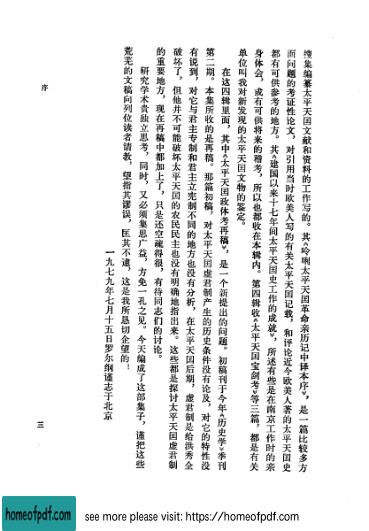 搜集编纂太平天国文献和资料的工作写的。其《呤唎太平天国革命亲历记中译本序》，是一篇比较多方
面问题的考证性论文，对引用当时欧美人写的有关太平天国记载，和评论近今欧美人著的太平天国史
都有可供参考的地方。其《建国以来十七年间太平天国史工作的成就》，所述有些是在南京工作时的亲
身体会，或有可供将来的稽考，所以也都收在本辑内。第四辑收《太平天国宝剑考》等三篇，都是有关
单位叫我对新发现的太平天国文物的鉴定。
在这四辑里面，其中《太平天国政体考再稿》，是一个新提出的问题。初稿刊于今年《历史学》季刊
第二期。本集所收的是再稿。那篇初稿，对太平天国虚君制产生的历史条件没有论及，对它的特性没
有说到，对它与君主专制和君主立宪制不同的地方也没有分析，在太平天国后期，虚君制是给洪秀全
破坏了，但他并不可能破坏太平天国的农民民主也没有明确地指出来。这些都是探讨太平天国虚君制
的重要地方，现在再稿中都加上了，只是还空疏得很，有待同志们的讨论。
研究学术贵独立思考，同时，又必须集思广益，方免一孔之见。今天编成了这部集子，谨把这些
荒芜的文稿向列位读者请教，望指其谬误，匡其不逮，这是我所恳切企望的！
一九七九年七月十五日罗尔纲谨志于北京
序
三
homeofpdf.com
see more please visit: https://homeofpdf.com